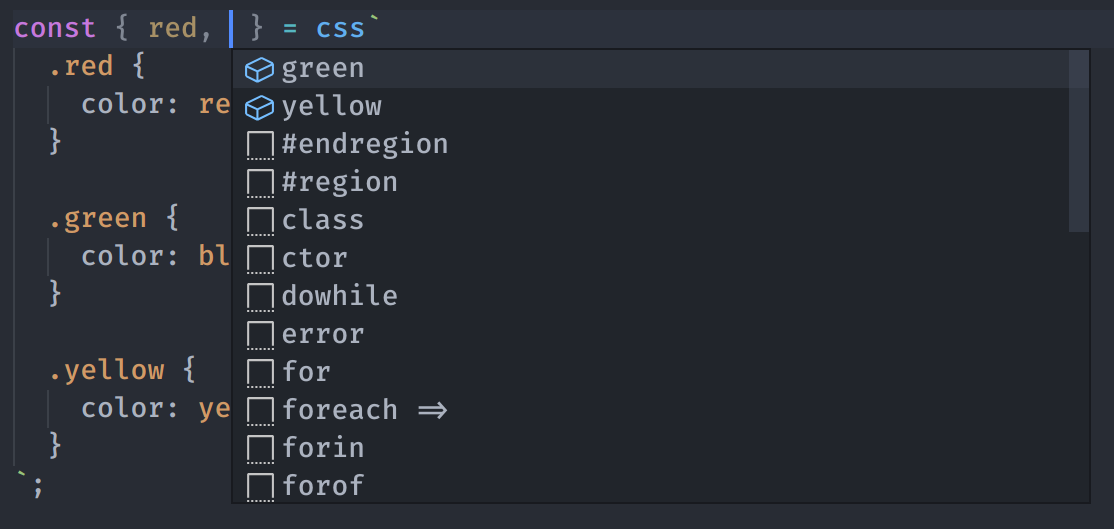 const { red, } = css`
.red {
color: re
}
.green {
color: bl
}
.yellow {
color: ye
}
`;
green
yellow
#endregion
#region
class
ctor
dowhile
error
for
foreach =>
forin
forof